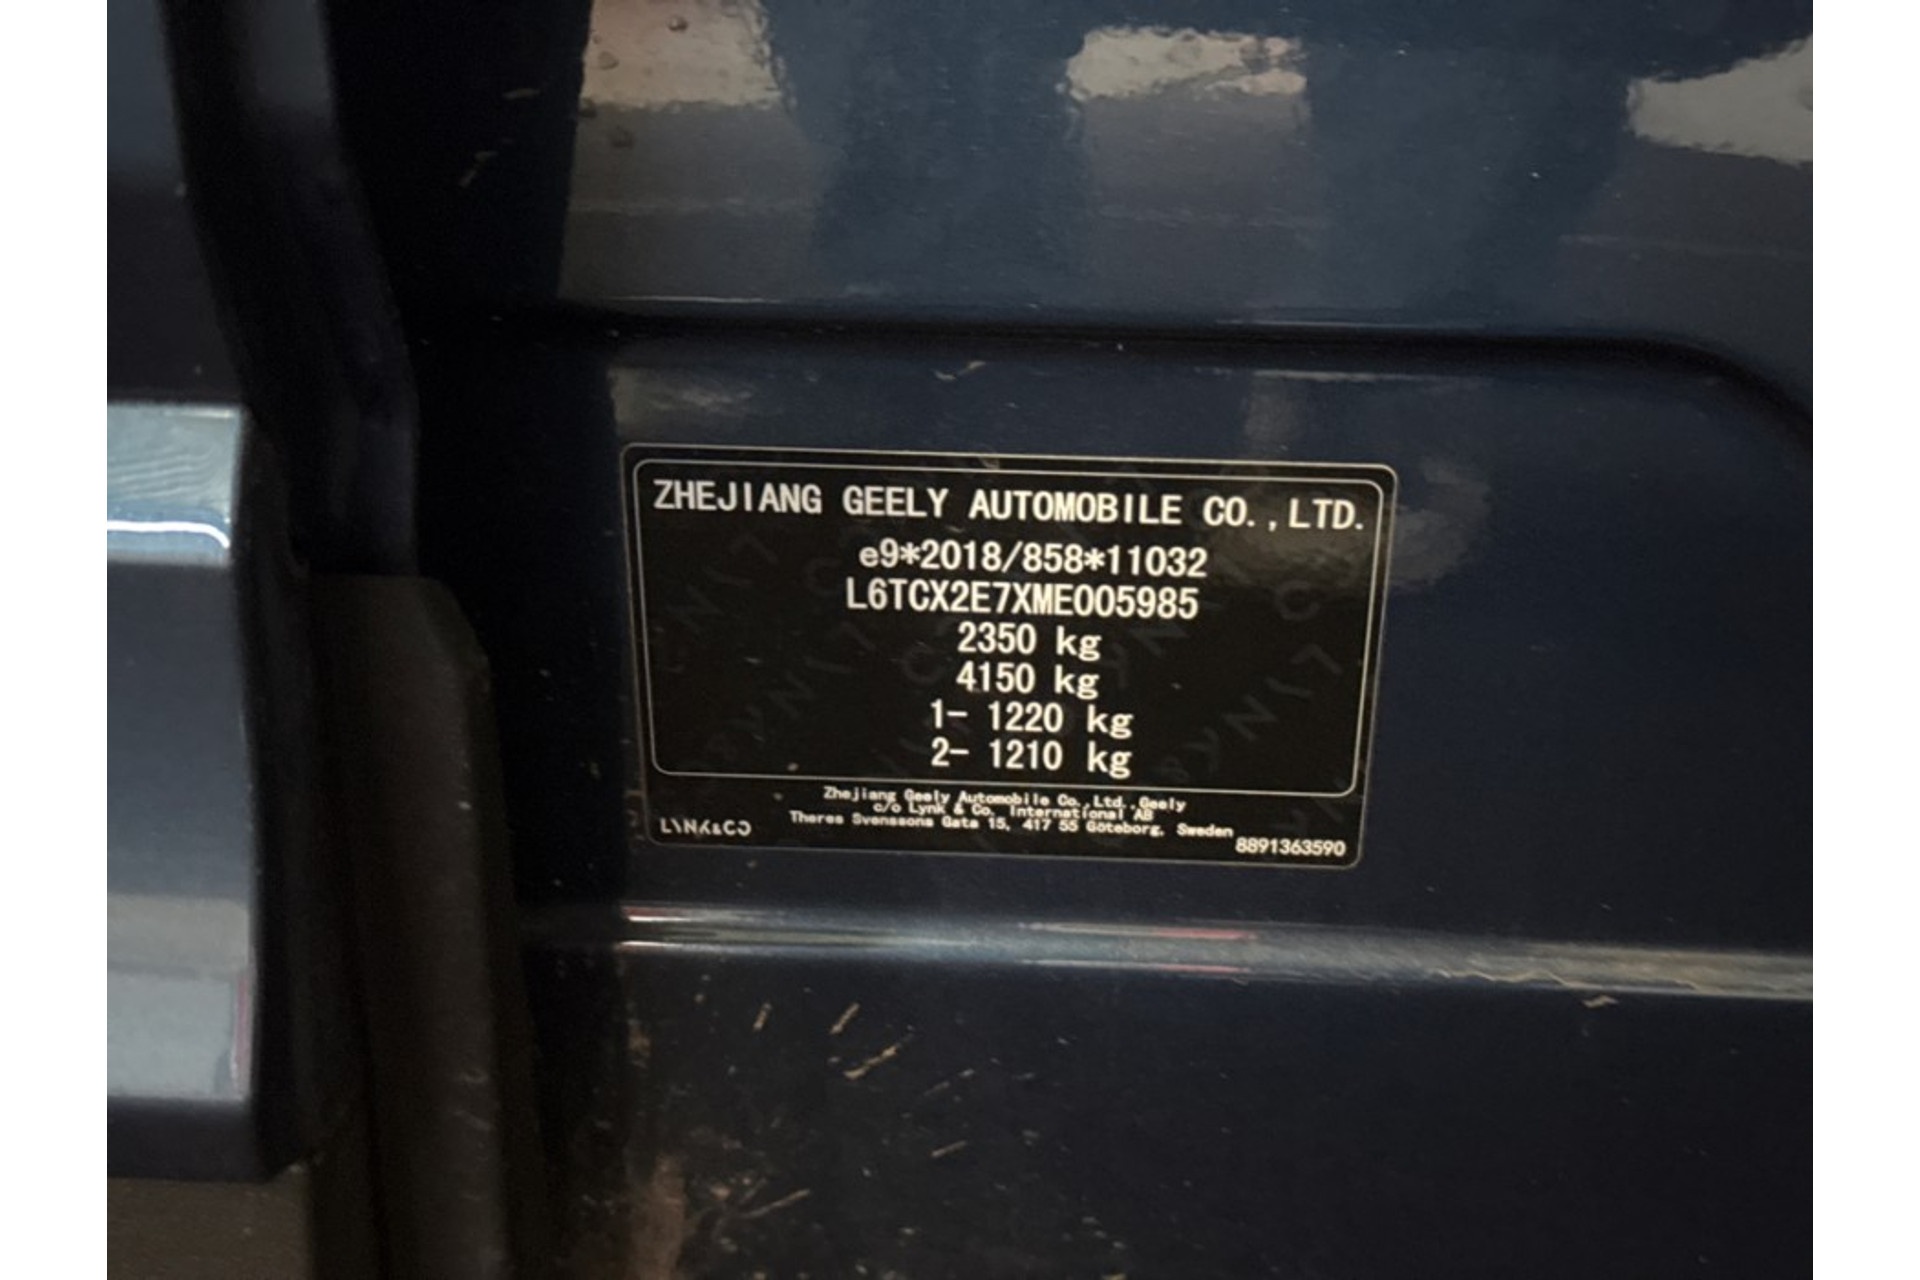 ZHEJIANG GEELY AUTOMOBILE CO.,LTD.
e9*2018/858*11032
L6TCX2E7XME005985
2350 kg
4150 kg
1- 1220 kg
2- 1210 kg
Zhejiang Geely Automobile Co.,Ltd.,Geely
c/o Lynk & Co. International AB
Theres Svenssons Gata 15, 417 55 Göteborg, Sweden
LYNK&CO
8891363590